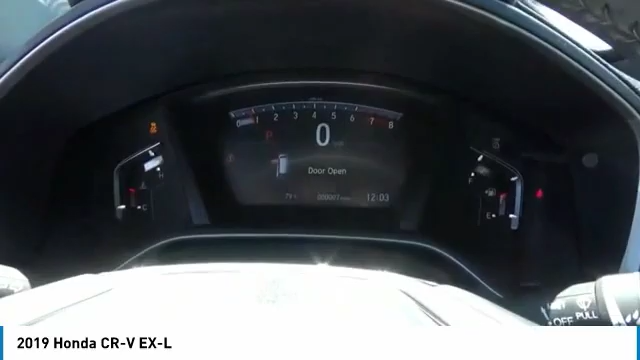 0 1 2 3 4 5 6 7 8
P
0
Door Open
12:03
H
C
E
OFF PULL
2019 Honda CR-V EX-L